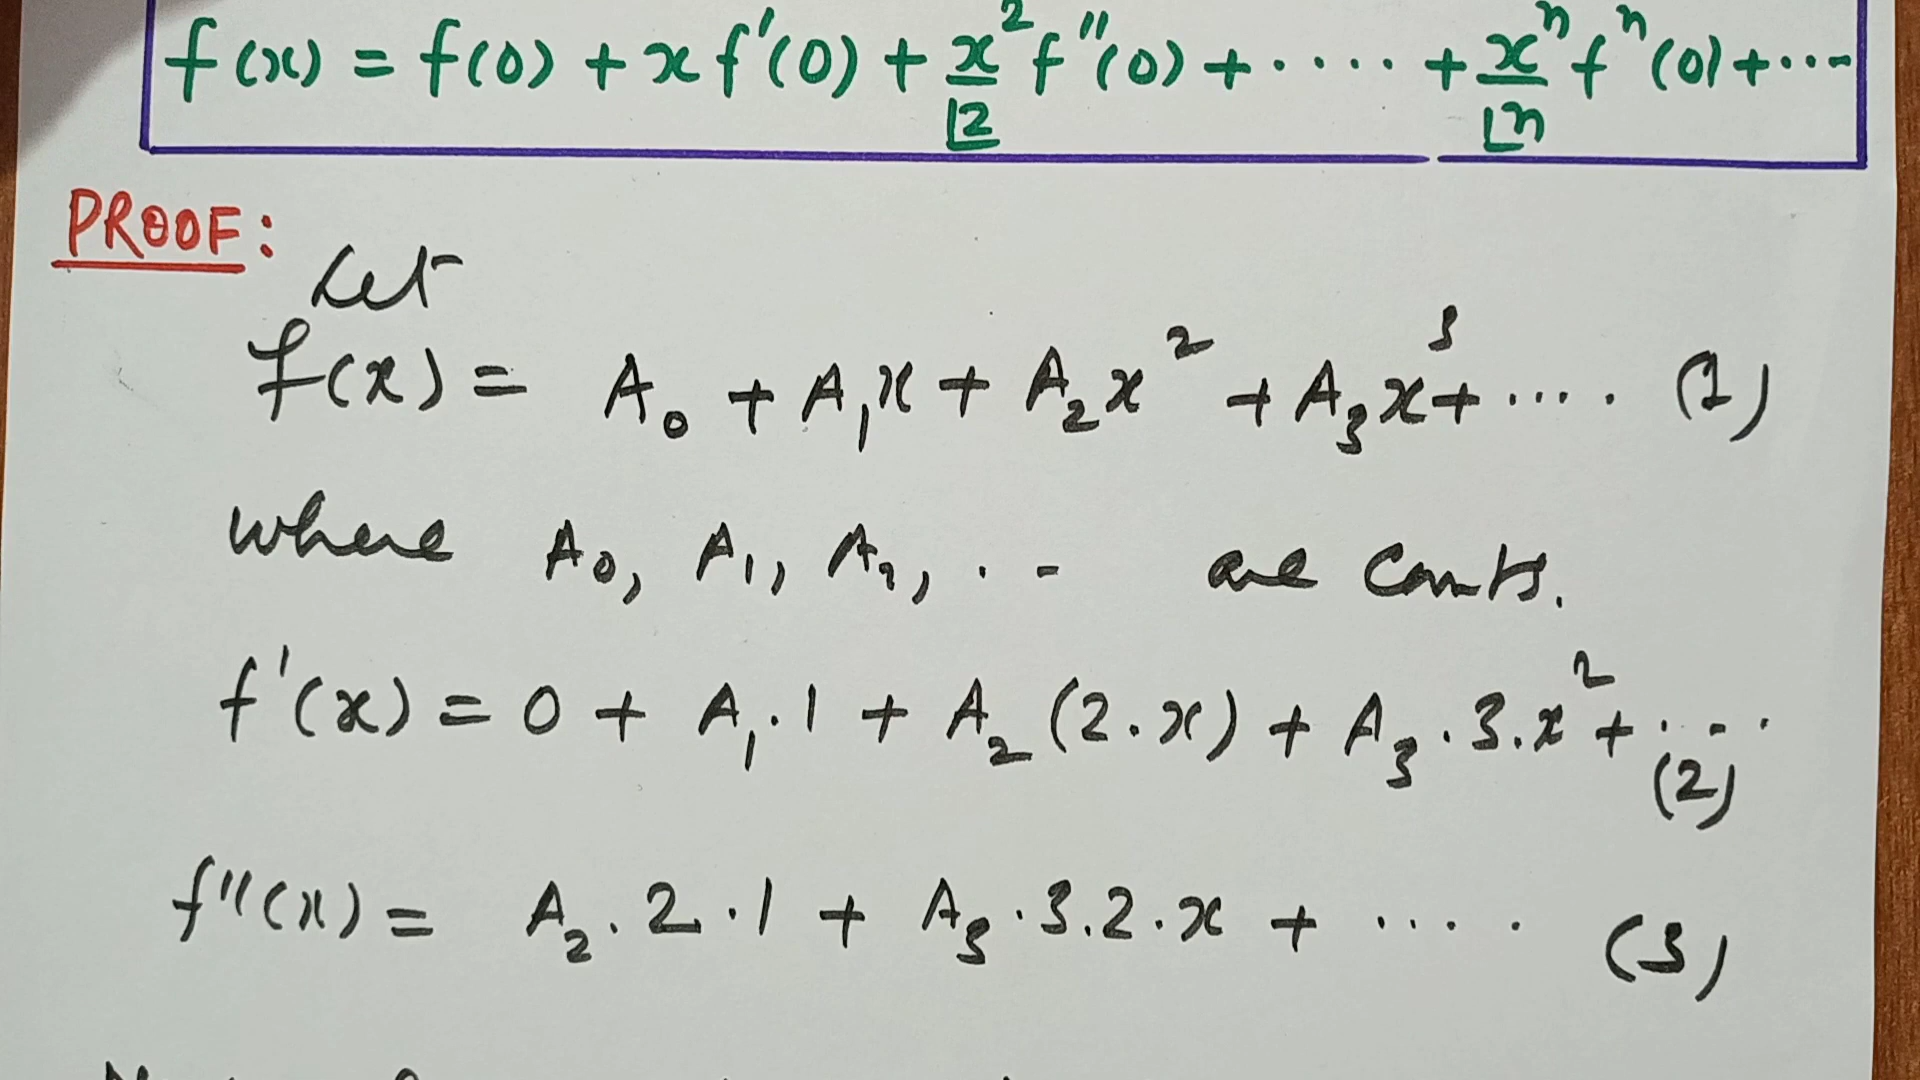 f(x) = f(0) + x f'(0) + x²/⌊2 f''(0) + ..... + xⁿ/⌊n fⁿ(0) + ...
PROOF:
Let
f(x) = A₀ + A₁x + A₂x² + A₃x³ + .... (1)
where A₀, A₁, A₂, .. are consts.
f'(x) = 0 + A₁.1 + A₂ (2.x) + A₃.3.x² + .... (2)
f''(x) = A₂.2.1 + A₃.3.2.x + .... (3)